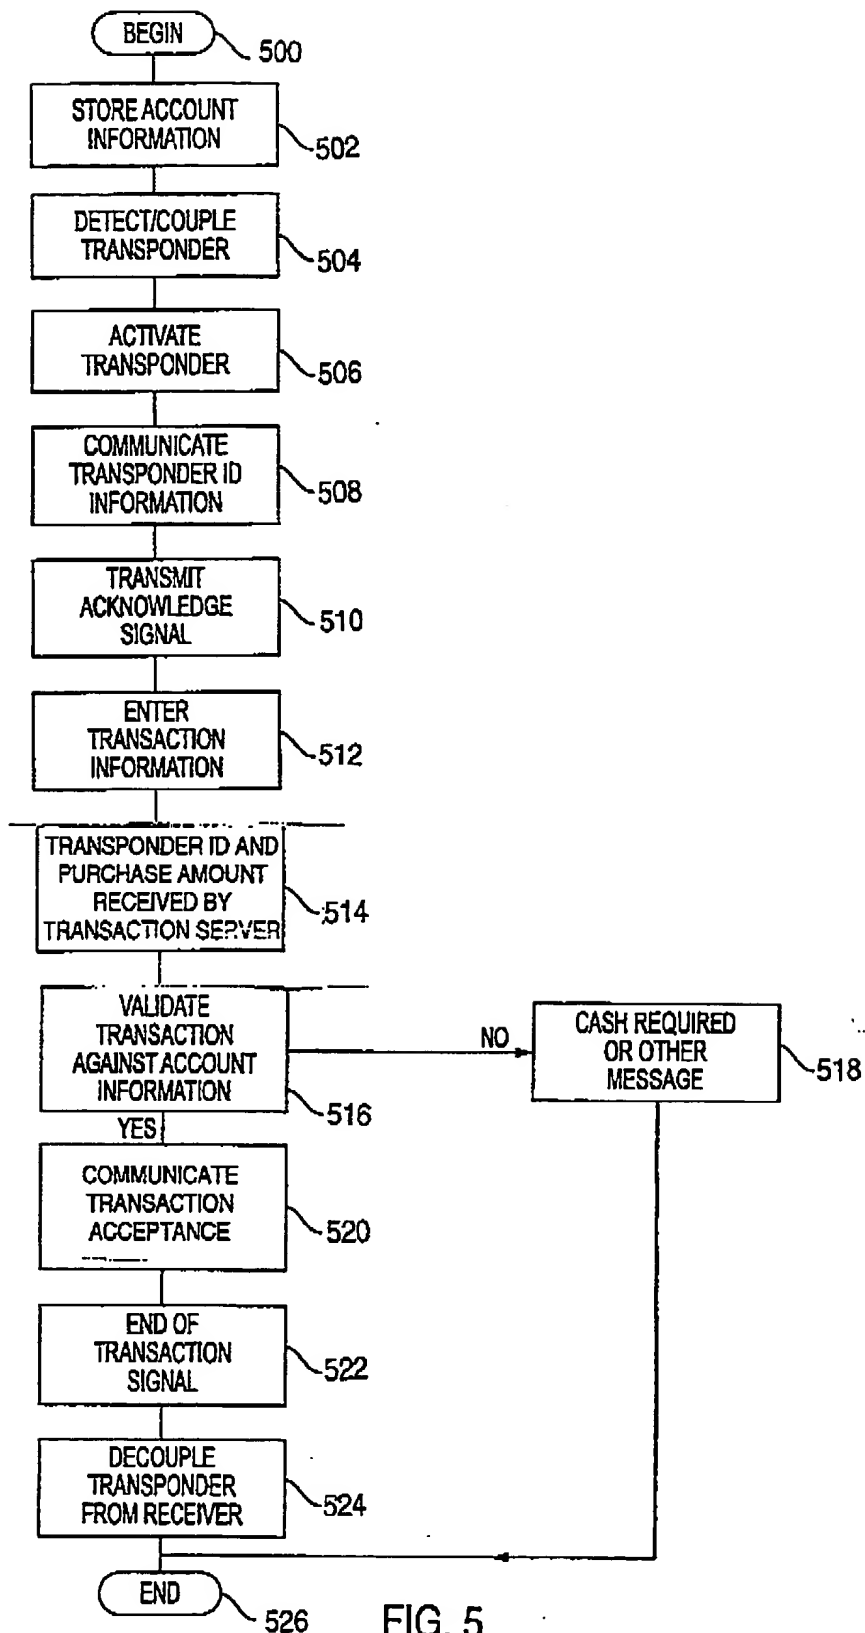 BEGIN
500
STORE ACCOUNT
INFORMATION
502
DETECT/COUPLE
TRANSPONDER
504
ACTIVATE
TRANSPONDER
506
COMMUNICATE
TRANSPONDER ID
INFORMATION
508
TRANSMIT
ACKNOWLEDGE
SIGNAL
510
ENTER
TRANSACTION
INFORMATION
512
TRANSPONDER ID AND
PURCHASE AMOUNT
RECEIVED BY
TRANSACTION SERVER
514
VALIDATE
TRANSACTION
AGAINST ACCOUNT
INFORMATION
516
NO
CASH REQUIRED
OR OTHER
MESSAGE
518
YES
COMMUNICATE
TRANSACTION
ACCEPTANCE
520
END OF
TRANSACTION
SIGNAL
522
DECOUPLE
TRANSPONDER
FROM RECEIVER
524
END
526
FIG. 5